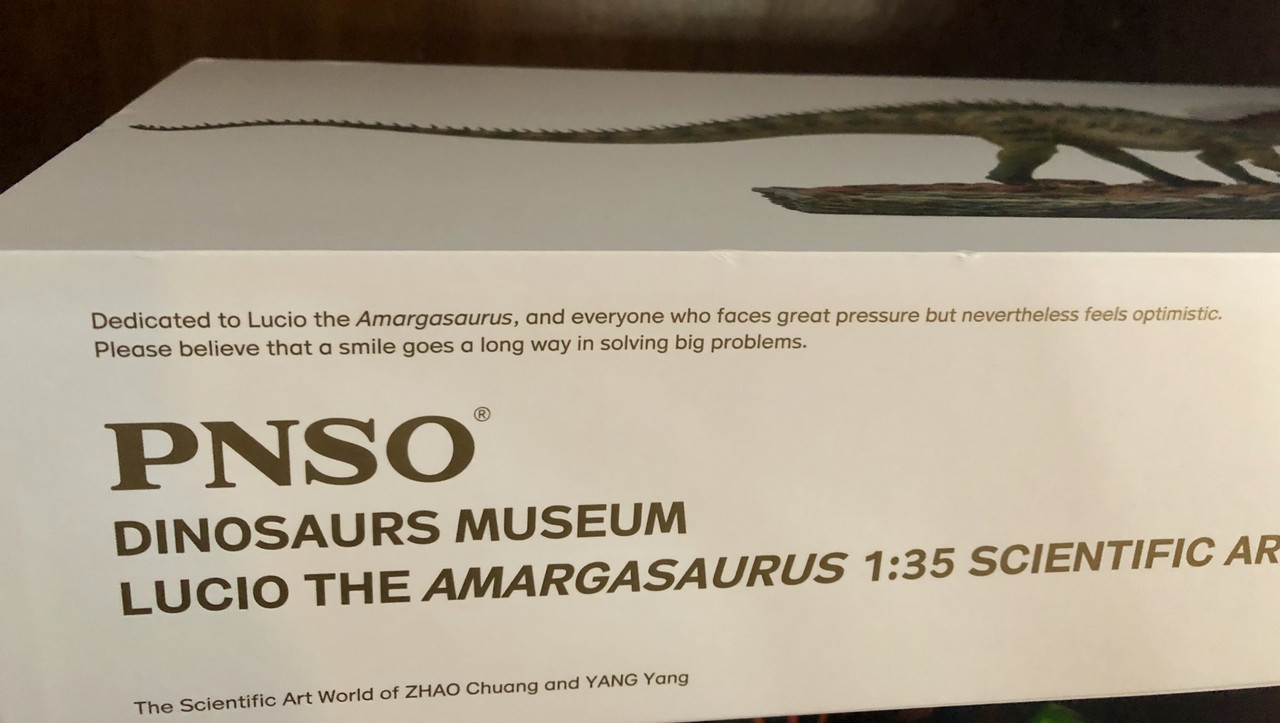 Dedicated to Lucio the Amargasaurus, and everyone who faces great pressure but nevertheless feels optimistic.
Please believe that a smile goes a long way in solving big problems.
PNSO®
DINOSAURS MUSEUM
LUCIO THE AMARGASAURUS 1:35 SCIENTIFIC AR
The Scientific Art World of ZHAO Chuang and YANG Yang